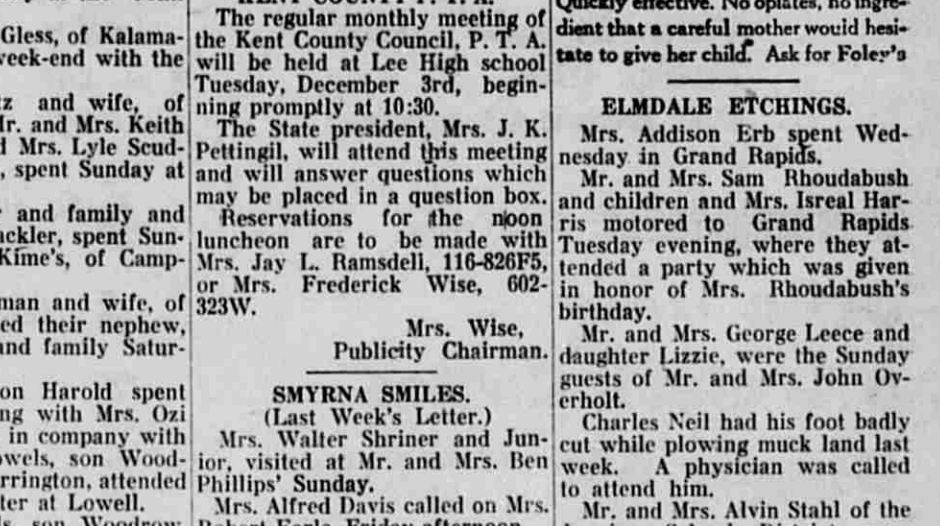 Gless, of Kalama-
week-end with the
and wife, of
Mr. and Mrs. Keith
Mrs. Lyle Scud-
, spent Sunday at
and family and
ackler, spent Sun-
Kime's, of Camp-
man and wife, of
ed their nephew,
and family Satur-
on Harold spent
ng with Mrs. Ozi
in company with
owels, son Wood-
rrington, attended
ter at Lowell.
son Woodrow;
KENT COUNTY P. T. A.
The regular monthly meeting of
the Kent County Council, P. T. A.
will be held at Lee High school
Tuesday, December 3rd, begin-
ning promptly at 10:30.
The State president, Mrs. J. K.
Pettingil, will attend this meeting
and will answer questions which
may be placed in a question box.
Reservations for the noon
luncheon are to be made with
Mrs. Jay L. Ramsdell, 116-826F5,
or Mrs. Frederick Wise, 602-
323W.
Mrs. Wise,
Publicity Chairman.
SMYRNA SMILES.
(Last Week's Letter.)
Mrs. Walter Shriner and Jun-
ior, visited at Mr. and Mrs. Ben
Phillips' Sunday.
Mrs. Alfred Davis called on Mrs.
Friday afternoon
Quickly effective. No opiates, no ingre-
dient that a careful mother would hesi-
tate to give her child. Ask for Foley's
ELMDALE ETCHINGS.
Mrs. Addison Erb spent Wed-
nesday in Grand Rapids.
Mr. and Mrs. Sam Rhoudabush
and children and Mrs. Isreal Har-
ris motored to Grand Rapids
Tuesday evening, where they at-
tended a party which was given
in honor of Mrs. Rhoudabush's
birthday.
Mr. and Mrs. George Leece and
daughter Lizzie, were the Sunday
guests of Mr. and Mrs. John Ov-
erholt.
Charles Neil had his foot badly
cut while plowing muck land last
week. A physician was called
to attend him.
Mr. and Mrs. Alvin Stahl of the